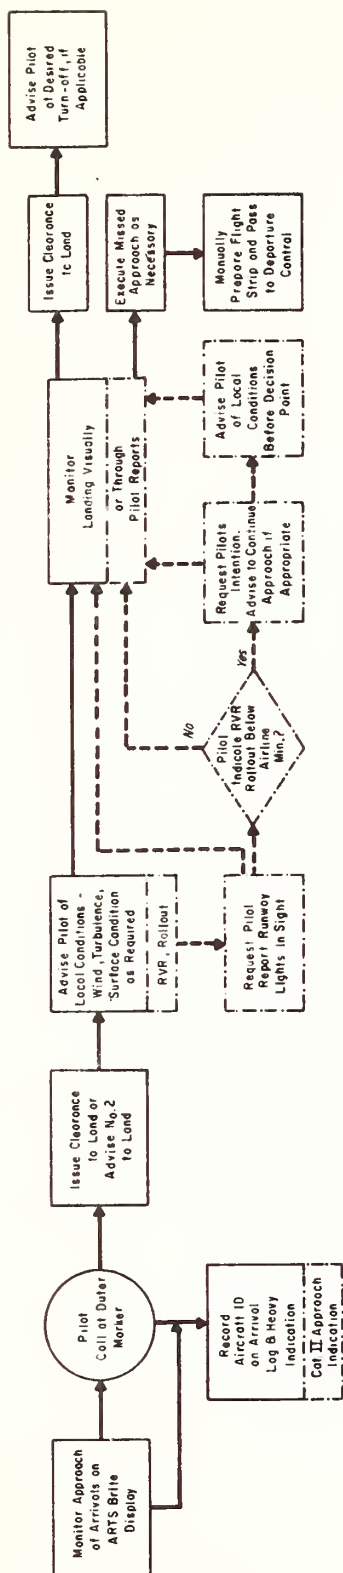 Monitor Approach
of Arrivals on
ARTS Brite
Display
Pilot
Call at Outer
Marker
Record
Aircraft ID
on Arrival
Log & Heavy
Indication
Cat. II Approach
Indication
Issue Clearance
to Land or
Advise No.2
to Land
Advise Pilot of
Local Conditions -
Wind, Turbulence,
Surface Condition
as Required
RVR, Rollout
Request Pilot
Report Runway
Lights in Sight
Pilot
Indicate RVR
Rollout Below
Airline
Min.?
No
Yes
Request Pilots
Intention.
Advise to Continue
Approach if
Appropriate
Advise Pilot
of Local
Conditions
Before Decision
Point
Monitor
Landing Visually
or Through
Pilot Reports
Issue Clearance
to Land
Advise Pilot
of Desired
Turn-off, if
Applicable
Execute Missed
Approach as
Necessary
Manually
Prepare Flight
Strip and Pass
to Departure
Control